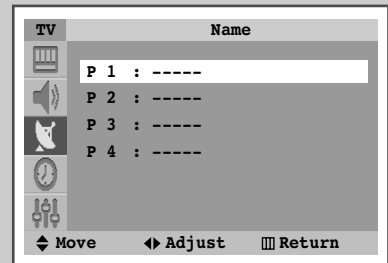 TV Name
P 1 : -----
P 2 : -----
P 3 : -----
P 4 : -----
Move Adjust Return